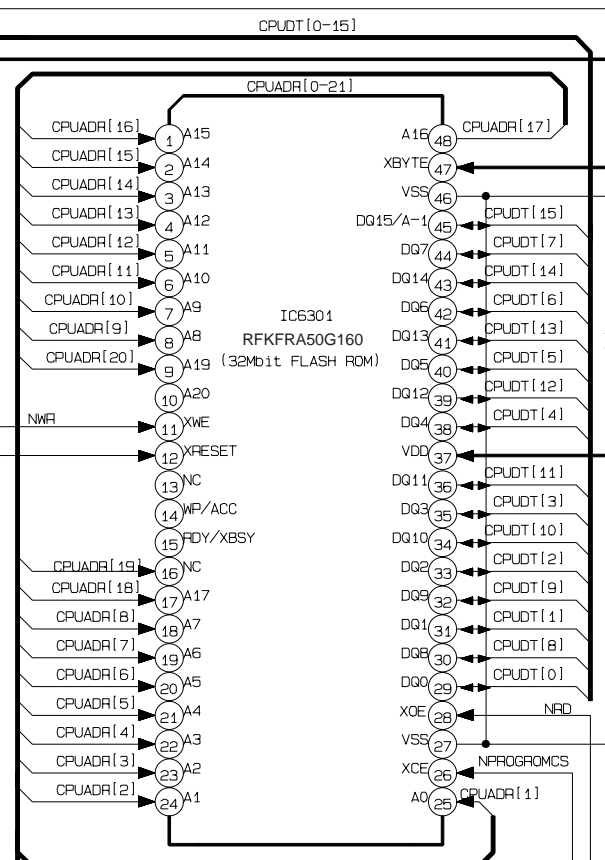 CPUDT[0-15]
CPUADR[0-21]
CPUADR[16] 1 A15 A16 48 CPUADR[17]
CPUADR[15] 2 A14 XBYTE 47
CPUADR[14] 3 A13 VSS 46
CPUADR[13] 4 A12 DQ15/A-1 45 CPUDT[15]
CPUADR[12] 5 A11 DQ7 44 CPUDT[7]
CPUADR[11] 6 A10 DQ14 43 CPUDT[14]
CPUADR[10] 7 A9 DQ6 42 CPUDT[6]
IC6301
CPUADR[9] 8 A8 DQ13 41 CPUDT[13]
RFKFRA50G160
(32Mbit FLASH ROM)
CPUADR[20] 9 A19 DQ5 40 CPUDT[5]
10 A20 DQ12 39 CPUDT[12]
NWR 11 XWE DQ4 38 CPUDT[4]
12 XRESET VDD 37
13 NC DQ11 36 CPUDT[11]
14 WP/ACC DQ3 35 CPUDT[3]
15 RDY/XBSY DQ10 34 CPUDT[10]
CPUADR[19] 16 NC DQ2 33 CPUDT[2]
CPUADR[18] 17 A17 DQ9 32 CPUDT[9]
CPUADR[8] 18 A7 DQ1 31 CPUDT[1]
CPUADR[7] 19 A6 DQ8 30 CPUDT[8]
CPUADR[6] 20 A5 DQ0 29 CPUDT[0]
CPUADR[5] 21 A4 XOE 28 NRD
CPUADR[4] 22 A3 VSS 27
CPUADR[3] 23 A2 XCE 26 NPROGROMCS
CPUADR[2] 24 A1 A0 25 CPUADR[1]